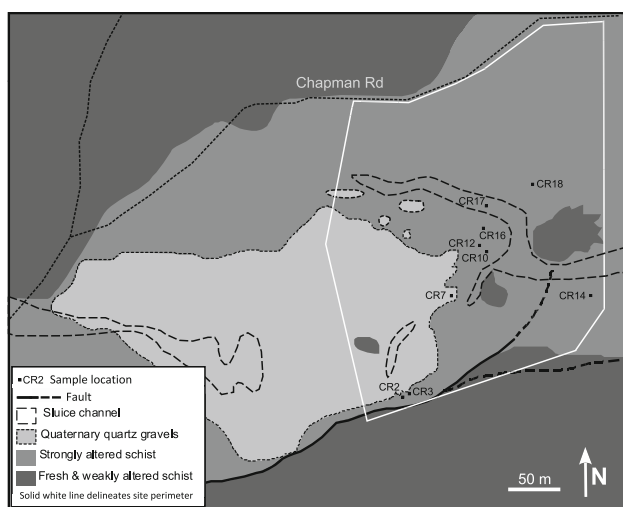 Chapman Rd
CR18
CR17
CR16
CR12
CR10
CR7
CR14
CR2
CR3
CR2 Sample location
Fault
Sluice channel
Quaternary quartz gravels
Strongly altered schist
Fresh & weakly altered schist
Solid white line delineates site perimeter
50 m
N